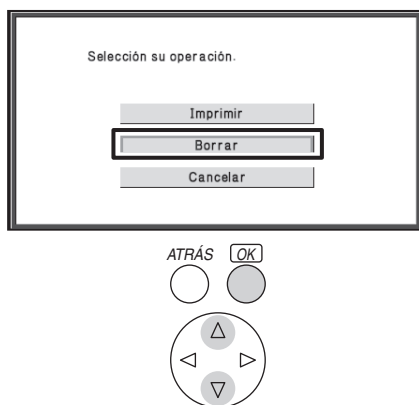 Selección su operación.
Imprimir
Borrar
Cancelar
ATRÁS OK